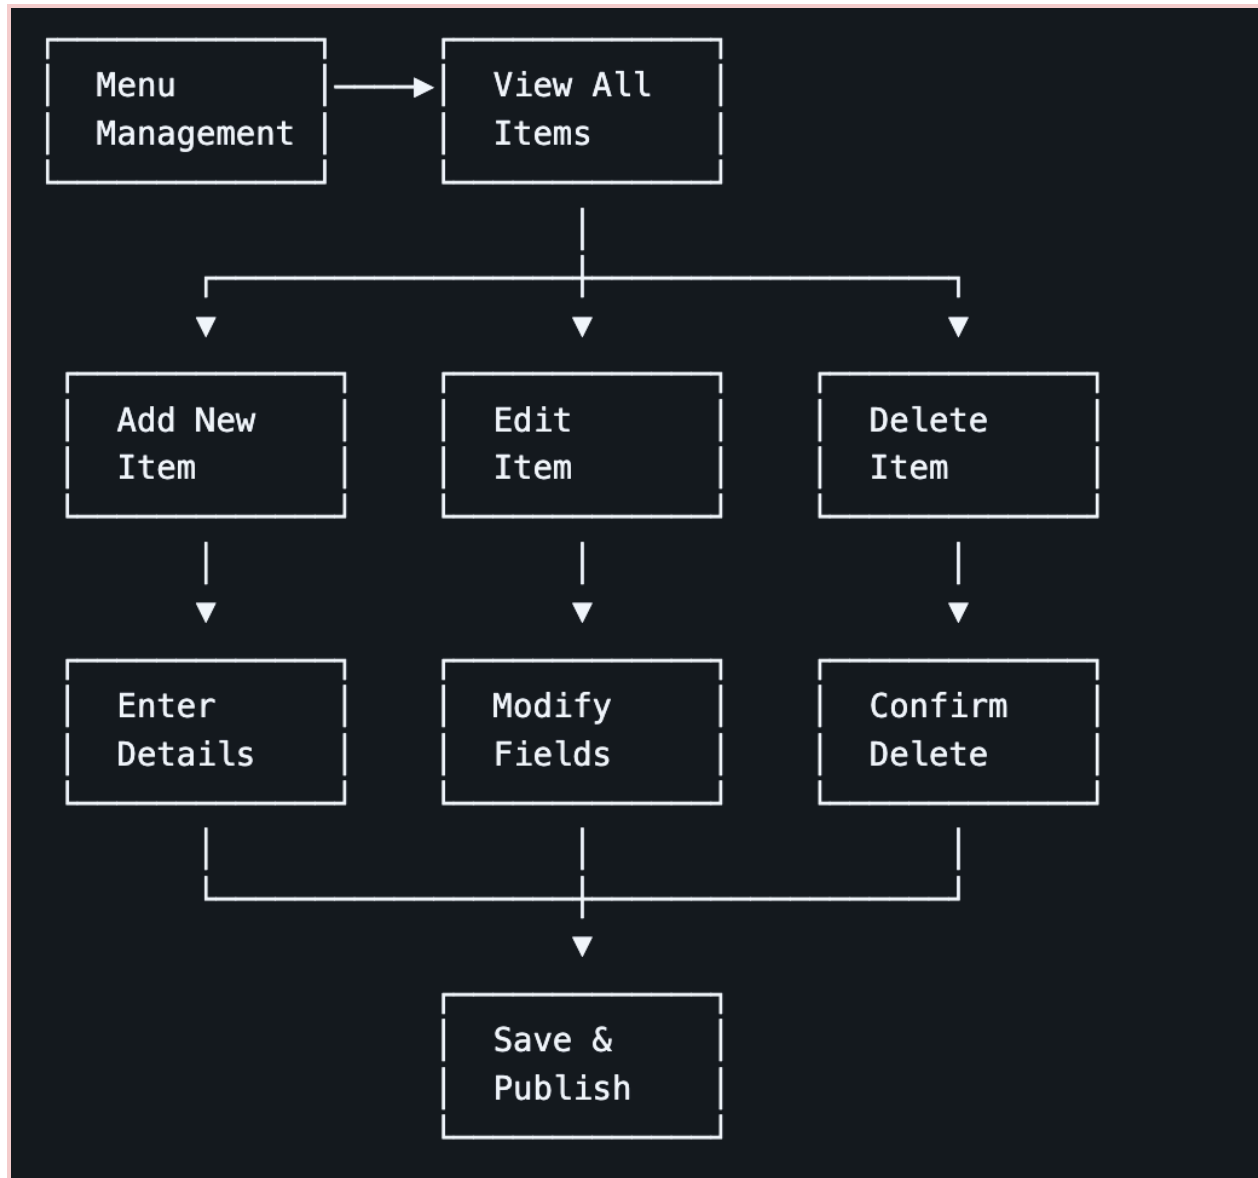 Menu
Management
View All
Items
Add New
Item
Edit
Item
Delete
Item
Enter
Details
Modify
Fields
Confirm
Delete
Save &
Publish